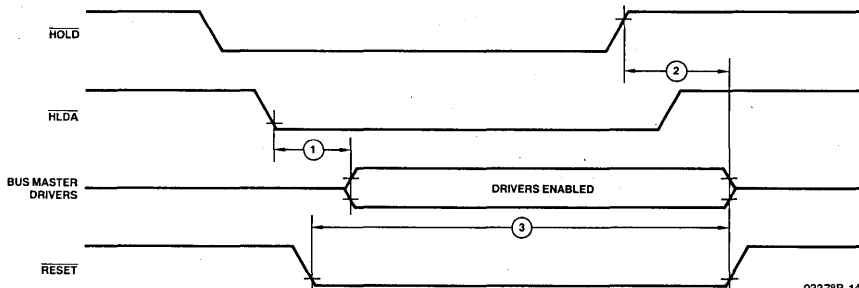 HOLD
2
HLDA
1
BUS MASTER
DRIVERS
DRIVERS ENABLED
3
RESET